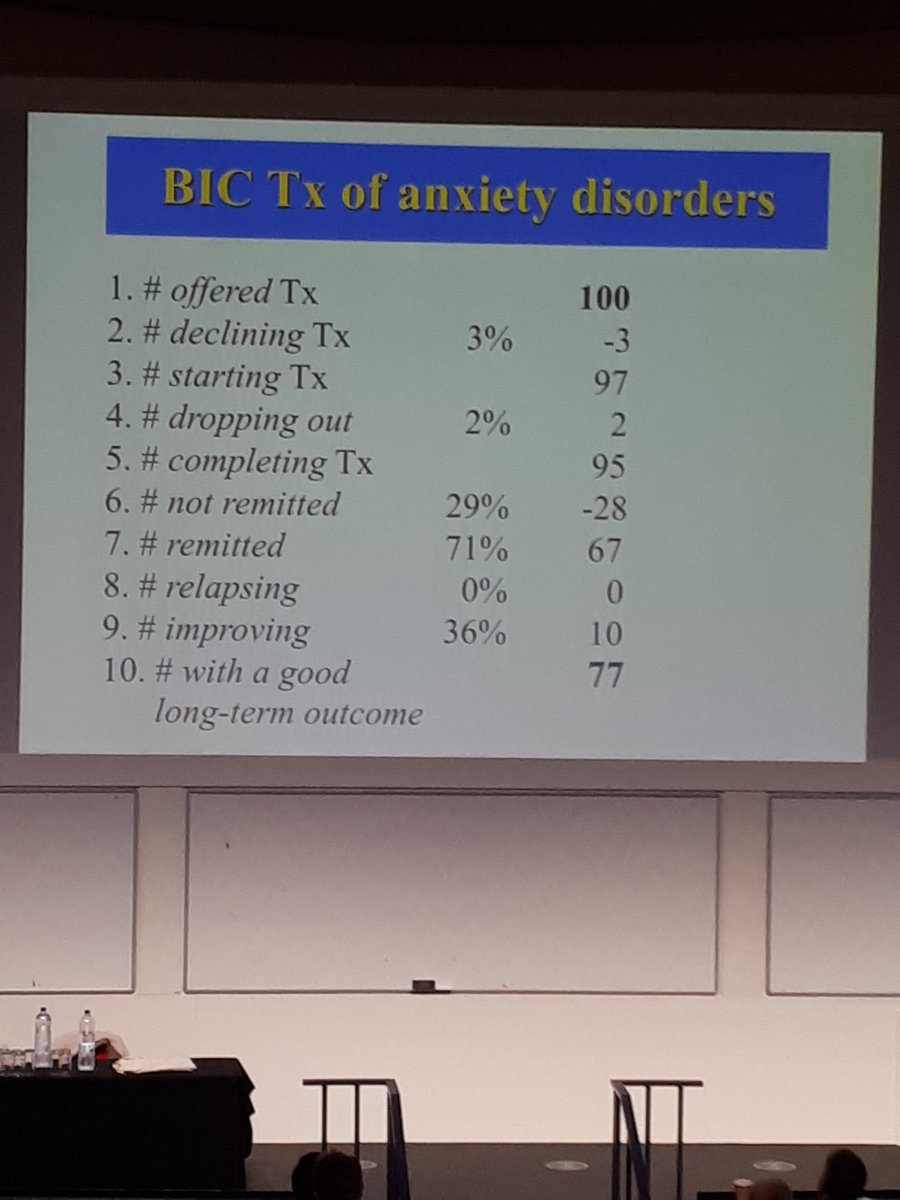 BIC Tx of anxiety disorders
1. # offered Tx 100
2. # declining Tx 3% -3
3. # starting Tx 97
4. # dropping out 2% 2
5. # completing Tx 95
6. # not remitted 29% -28
7. # remitted 71% 67
8. # relapsing 0% 0
9. # improving 36% 10
10. # with a good 77
long-term outcome